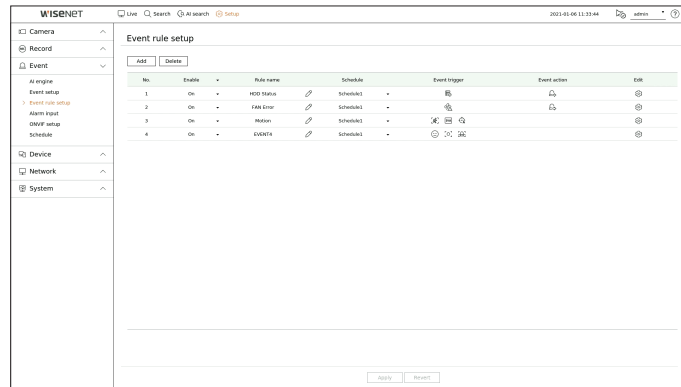 WISENET
Live Search AI search Setup 2021-01-06 11:33:44 admin ?
Camera
Record
Event
AI engine
Event setup
> Event rule setup
Alarm input
ONVIF setup
Schedule
Device
Network
System
Event rule setup
Add Delete
No. Enable Rule name Schedule Event trigger Event action Edit
1 On HDD Status Schedule1
2 On FAN Error Schedule1
3 On Motion Schedule1
4 On EVENT4 Schedule1
Apply Revert